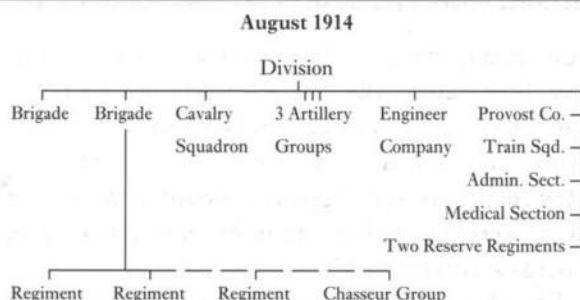 August 1914
Division
Brigade Brigade Cavalry Squadron 3 Artillery Groups Engineer Company Provost Co.
Train Sqd.
Admin. Sect.
Medical Section
Two Reserve Regiments
Regiment Regiment Regiment Chasseur Group